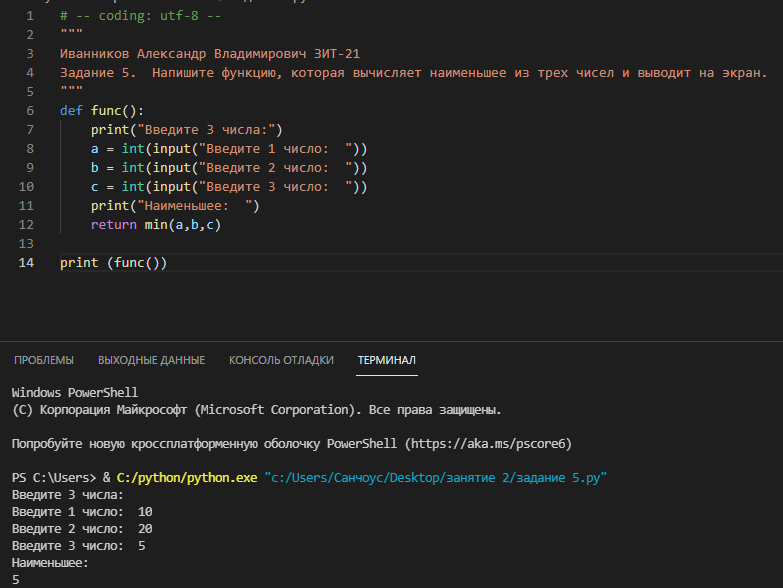 1 # -- coding: utf-8 --
2 """
3 Иванников Александр Владимирович ЗИТ-21
4 Задание 5.  Напишите функцию, которая вычисляет наименьшее из трех чисел и выводит на экран.
5 """
6 def func():
7     print("Введите 3 числа:")
8     a = int(input("Введите 1 число:  "))
9     b = int(input("Введите 2 число:  "))
10     c = int(input("Введите 3 число:  "))
11     print("Наименьшее:  ")
12     return min(a,b,c)
13
14 print (func())
ПРОБЛЕМЫ ВЫХОДНЫЕ ДАННЫЕ КОНСОЛЬ ОТЛАДКИ ТЕРМИНАЛ
Windows PowerShell
(C) Корпорация Майкрософт (Microsoft Corporation). Все права защищены.
Попробуйте новую кроссплатформенную оболочку PowerShell (https://aka.ms/pscore6)
PS C:\Users> & C:/python/python.exe "c:/Users/Санчоус/Desktop/занятие 2/задание 5.py"
Введите 3 числа:
Введите 1 число:  10
Введите 2 число:  20
Введите 3 число:  5
Наименьшее:
5